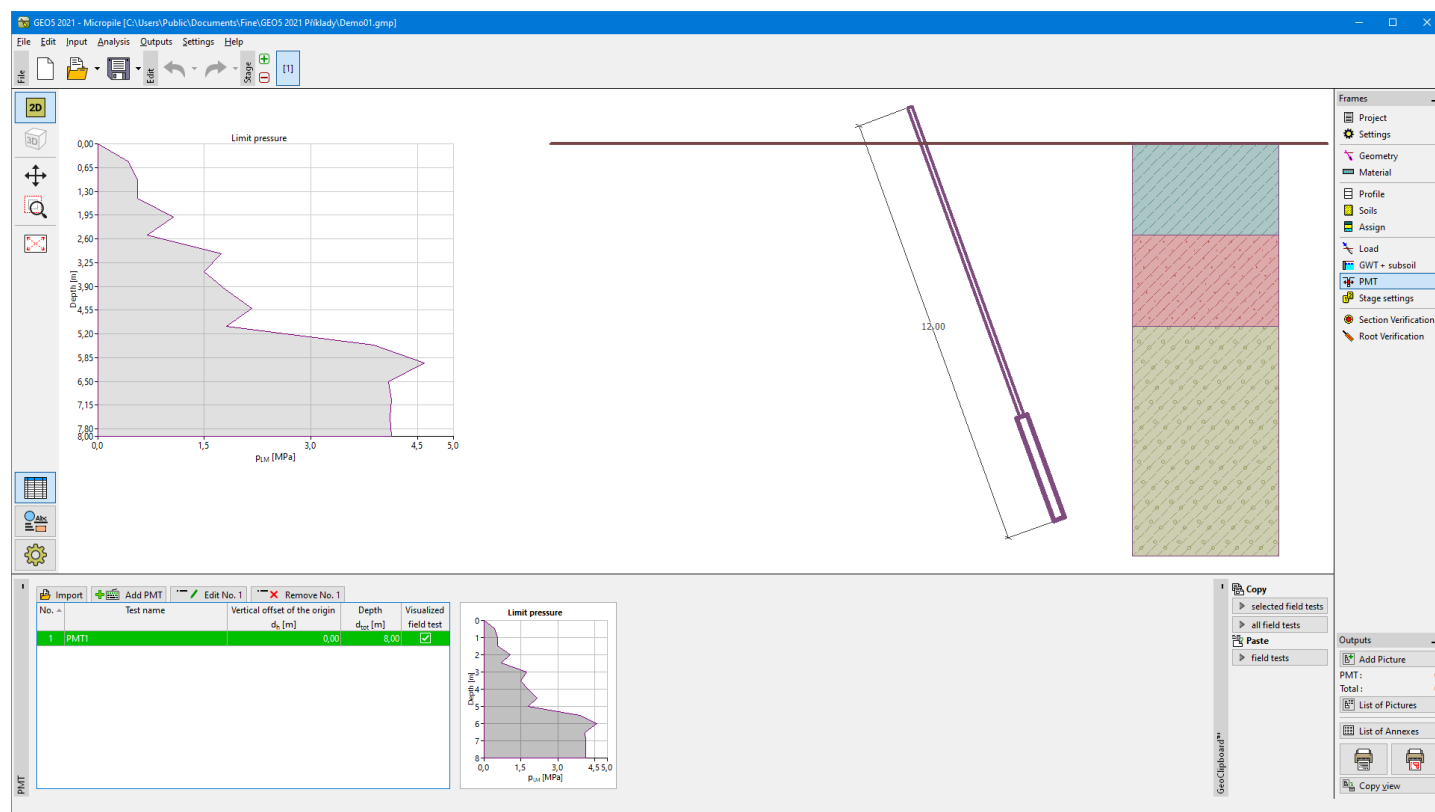 GEO5 2021 - Micropile [C:\Users\Public\Documents\Fine\GEO5 2021 Příklady\Demo01.gmp]
File Edit Input Analysis Outputs Settings Help
File
Edit
Stage
[1]
2D
3D
Limit pressure
0,00
0,65
1,30
1,95
2,60
3,25
3,90
4,55
5,20
5,85
6,50
7,15
7,80
8,00
Depth [m]
0,0 1,5 3,0 4,5 5,0
pLM [MPa]
12,00
Frames
Project
Settings
Geometry
Material
Profile
Soils
Assign
Load
GWT + subsoil
PMT
Stage settings
Section Verification
Root Verification
Abc
PMT
Import Add PMT Edit No. 1 Remove No. 1
No. Test name Vertical offset of the origin Depth Visualized
dh [m] dtot [m] field test
1 PMT1 0,00 8,00
Limit pressure
0
1
2
3
4
5
6
7
8
Depth [m]
0,0 1,5 3,0 4,5 5,0
pLM [MPa]
GeoClipboard™
Copy
selected field tests
all field tests
Paste
field tests
Outputs
Add Picture
PMT :
Total :
List of Pictures
List of Annexes
Copy view